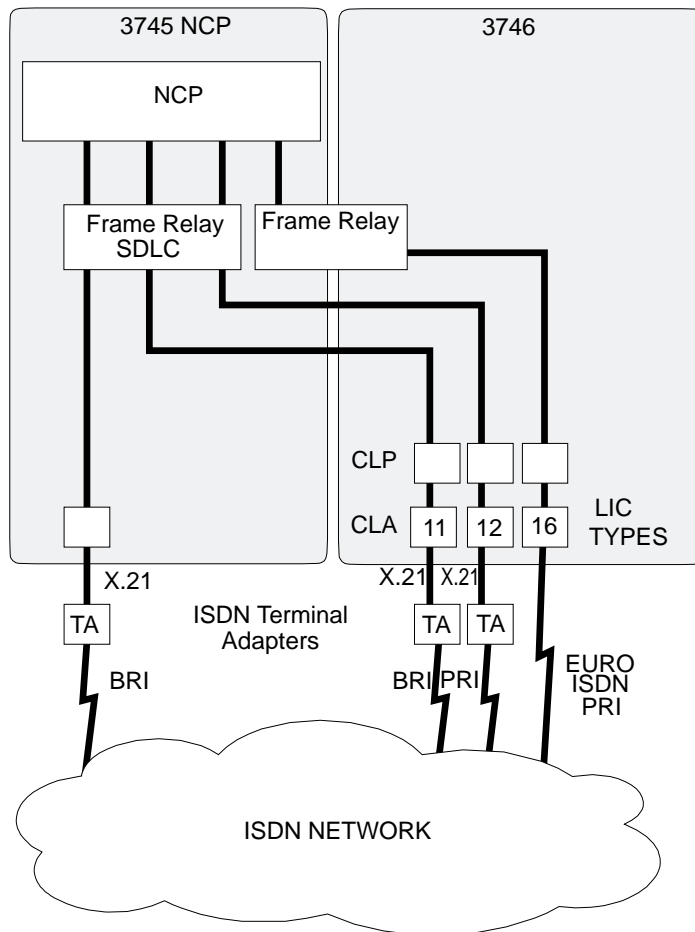 3745 NCP
3746
NCP
Frame Relay
SDLC
Frame Relay
CLP
CLA
11
12
16
LIC
TYPES
X.21
X.21
X.21
TA
ISDN Terminal
Adapters
TA
TA
BRI
BRI
PRI
EURO
ISDN
PRI
ISDN NETWORK